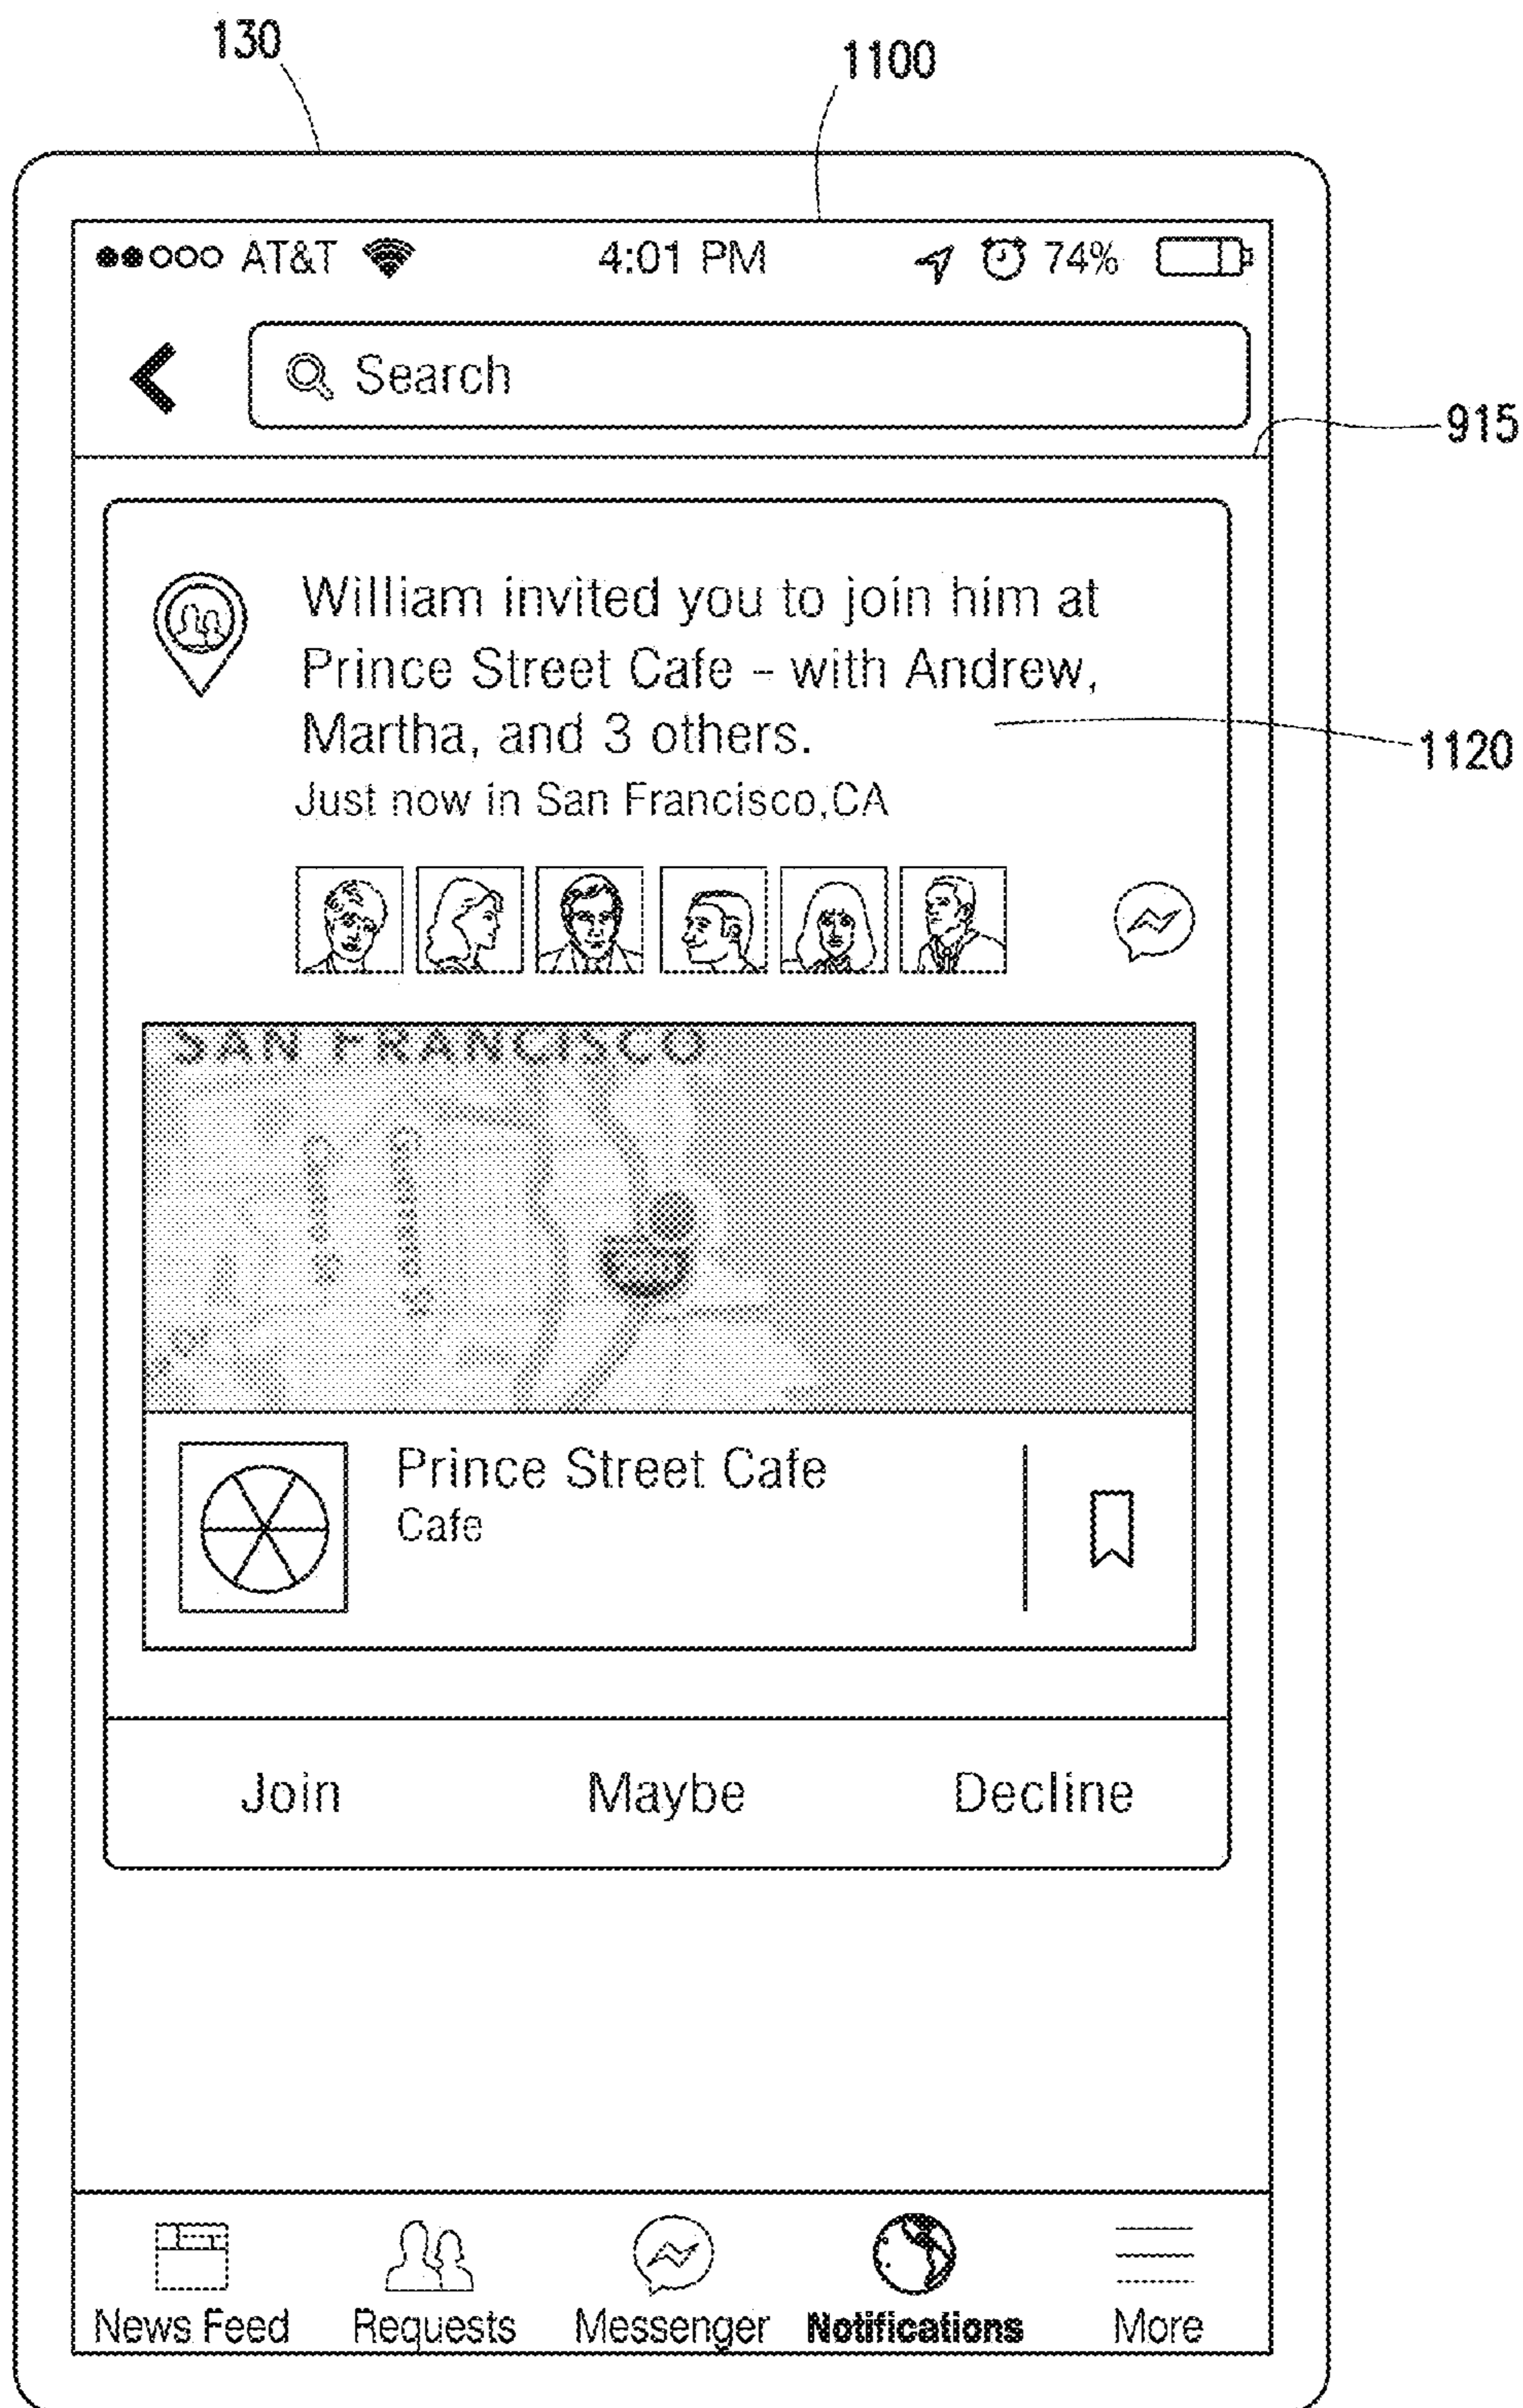 130
1100
AT&T 4:01 PM 74%
Search
915
William invited you to join him at
Prince Street Cafe – with Andrew,
Martha, and 3 others.
1120
Just now in San Francisco,CA
SAN FRANCISCO
Prince Street Cafe
Cafe
Join Maybe Decline
News Feed Requests Messenger Notifications More